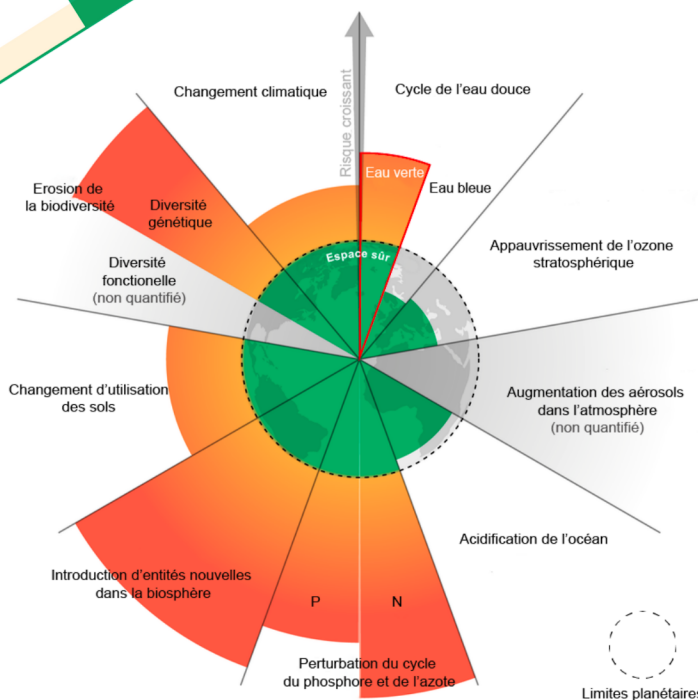 Changement climatique
Cycle de l'eau douce
Risque croissant
Eau verte
Eau bleue
Erosion de
la biodiversité
Diversité
génétique
Appauvrissement de l'ozone
stratosphérique
Espace sûr
Diversité
fonctionelle
(non quantifié)
Changement d'utilisation
des sols
Augmentation des aérosols
dans l'atmosphère
(non quantifié)
Acidification de l'océan
Introduction d'entités nouvelles
dans la biosphère
P
N
Perturbation du cycle
du phosphore et de l'azote
Limites planétaires